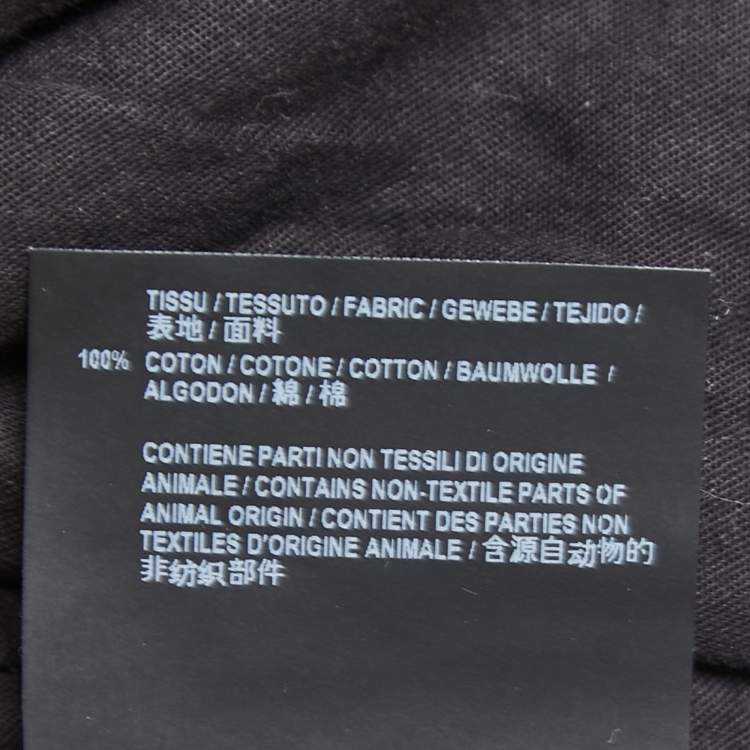 TISSU / TESSUTO / FABRIC / GEWEBE / TEJIDO /
表地 / 面料
100% COTON / COTONE / COTTON / BAUMWOLLE /
ALGODON / 綿 / 棉
CONTIENE PARTI NON TESSILI DI ORIGINE
ANIMALE / CONTAINS NON-TEXTILE PARTS OF
ANIMAL ORIGIN / CONTIENT DES PARTIES NON
TEXTILES D'ORIGINE ANIMALE / 含源自动物的
非纺织部件